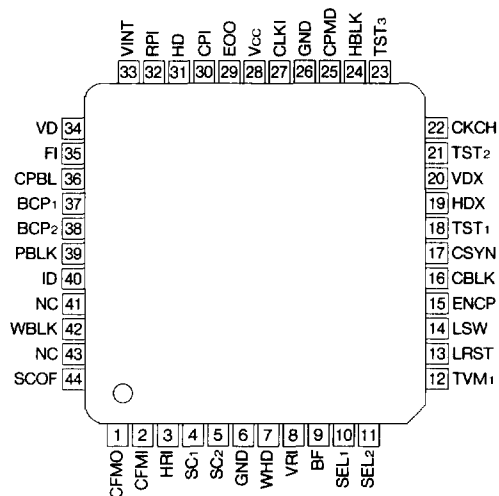 VINT RPI HD CPI EOO VCC CLKI GND CPMD HBLK TST3
33 32 31 30 29 28 27 26 25 24 23
VD 34
FI 35
CPBL 36
BCP1 37
BCP2 38
PBLK 39
ID 40
NC 41
WBLK 42
NC 43
SCOF 44
22 CKCH
21 TST2
20 VDX
19 HDX
18 TST1
17 CSYN
16 CBLK
15 ENCP
14 LSW
13 LRST
12 TVM1
1 2 3 4 5 6 7 8 9 10 11
CFMO CFMI HRI SC1 SC2 GND WHD VRI BF SEL1 SEL2